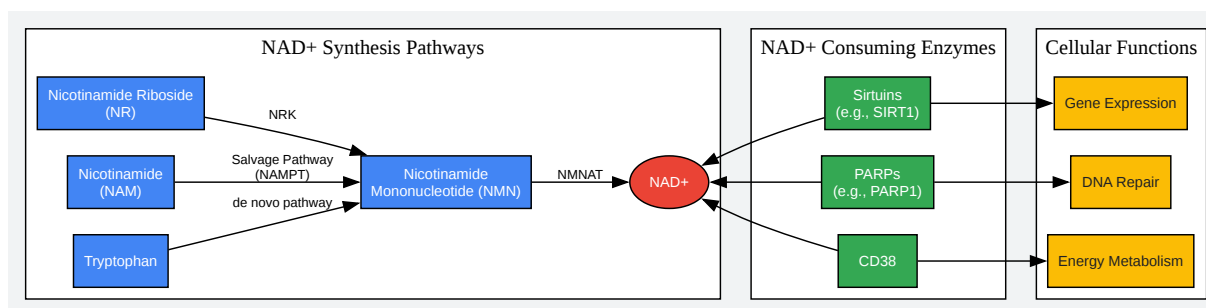 NAD+ Synthesis Pathways
NAD+ Consuming Enzymes
Cellular Functions
Nicotinamide Riboside
(NR)
NRK
Nicotinamide
(NAM)
Salvage Pathway
(NAMPT)
de novo pathway
Tryptophan
Nicotinamide
Mononucleotide (NMN)
NMNAT
NAD+
Sirtuins
(e.g., SIRT1)
PARPs
(e.g., PARP1)
CD38
Gene Expression
DNA Repair
Energy Metabolism